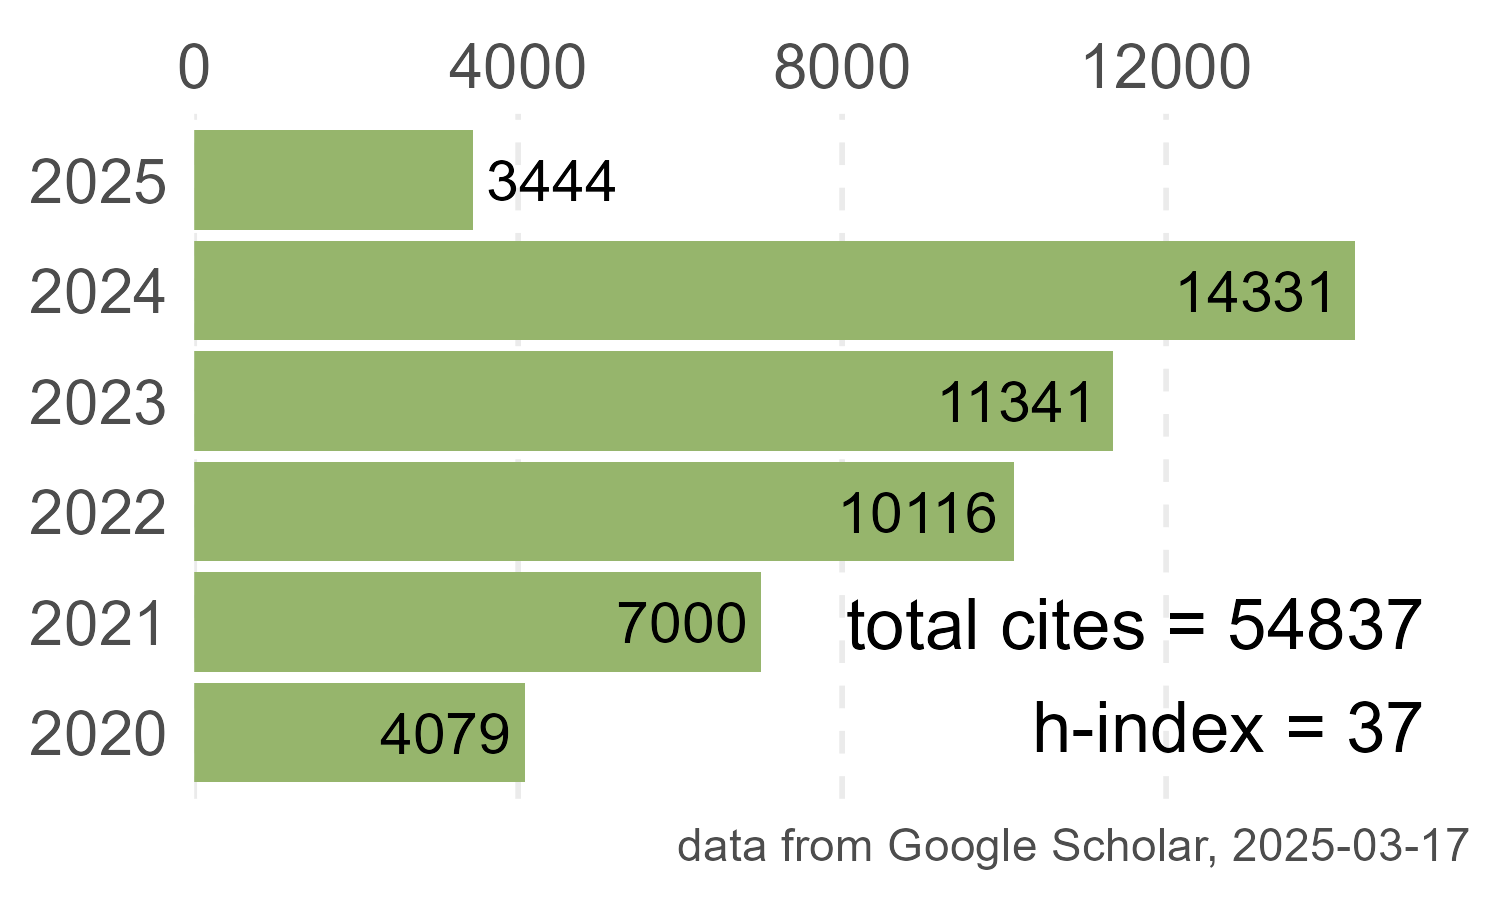 0 4000 8000 12000
2025 3444
2024 14331
2023 11341
2022 10116
2021 7000 total cites = 54837
2020 4079 h-index = 37
data from Google Scholar, 2025-03-17